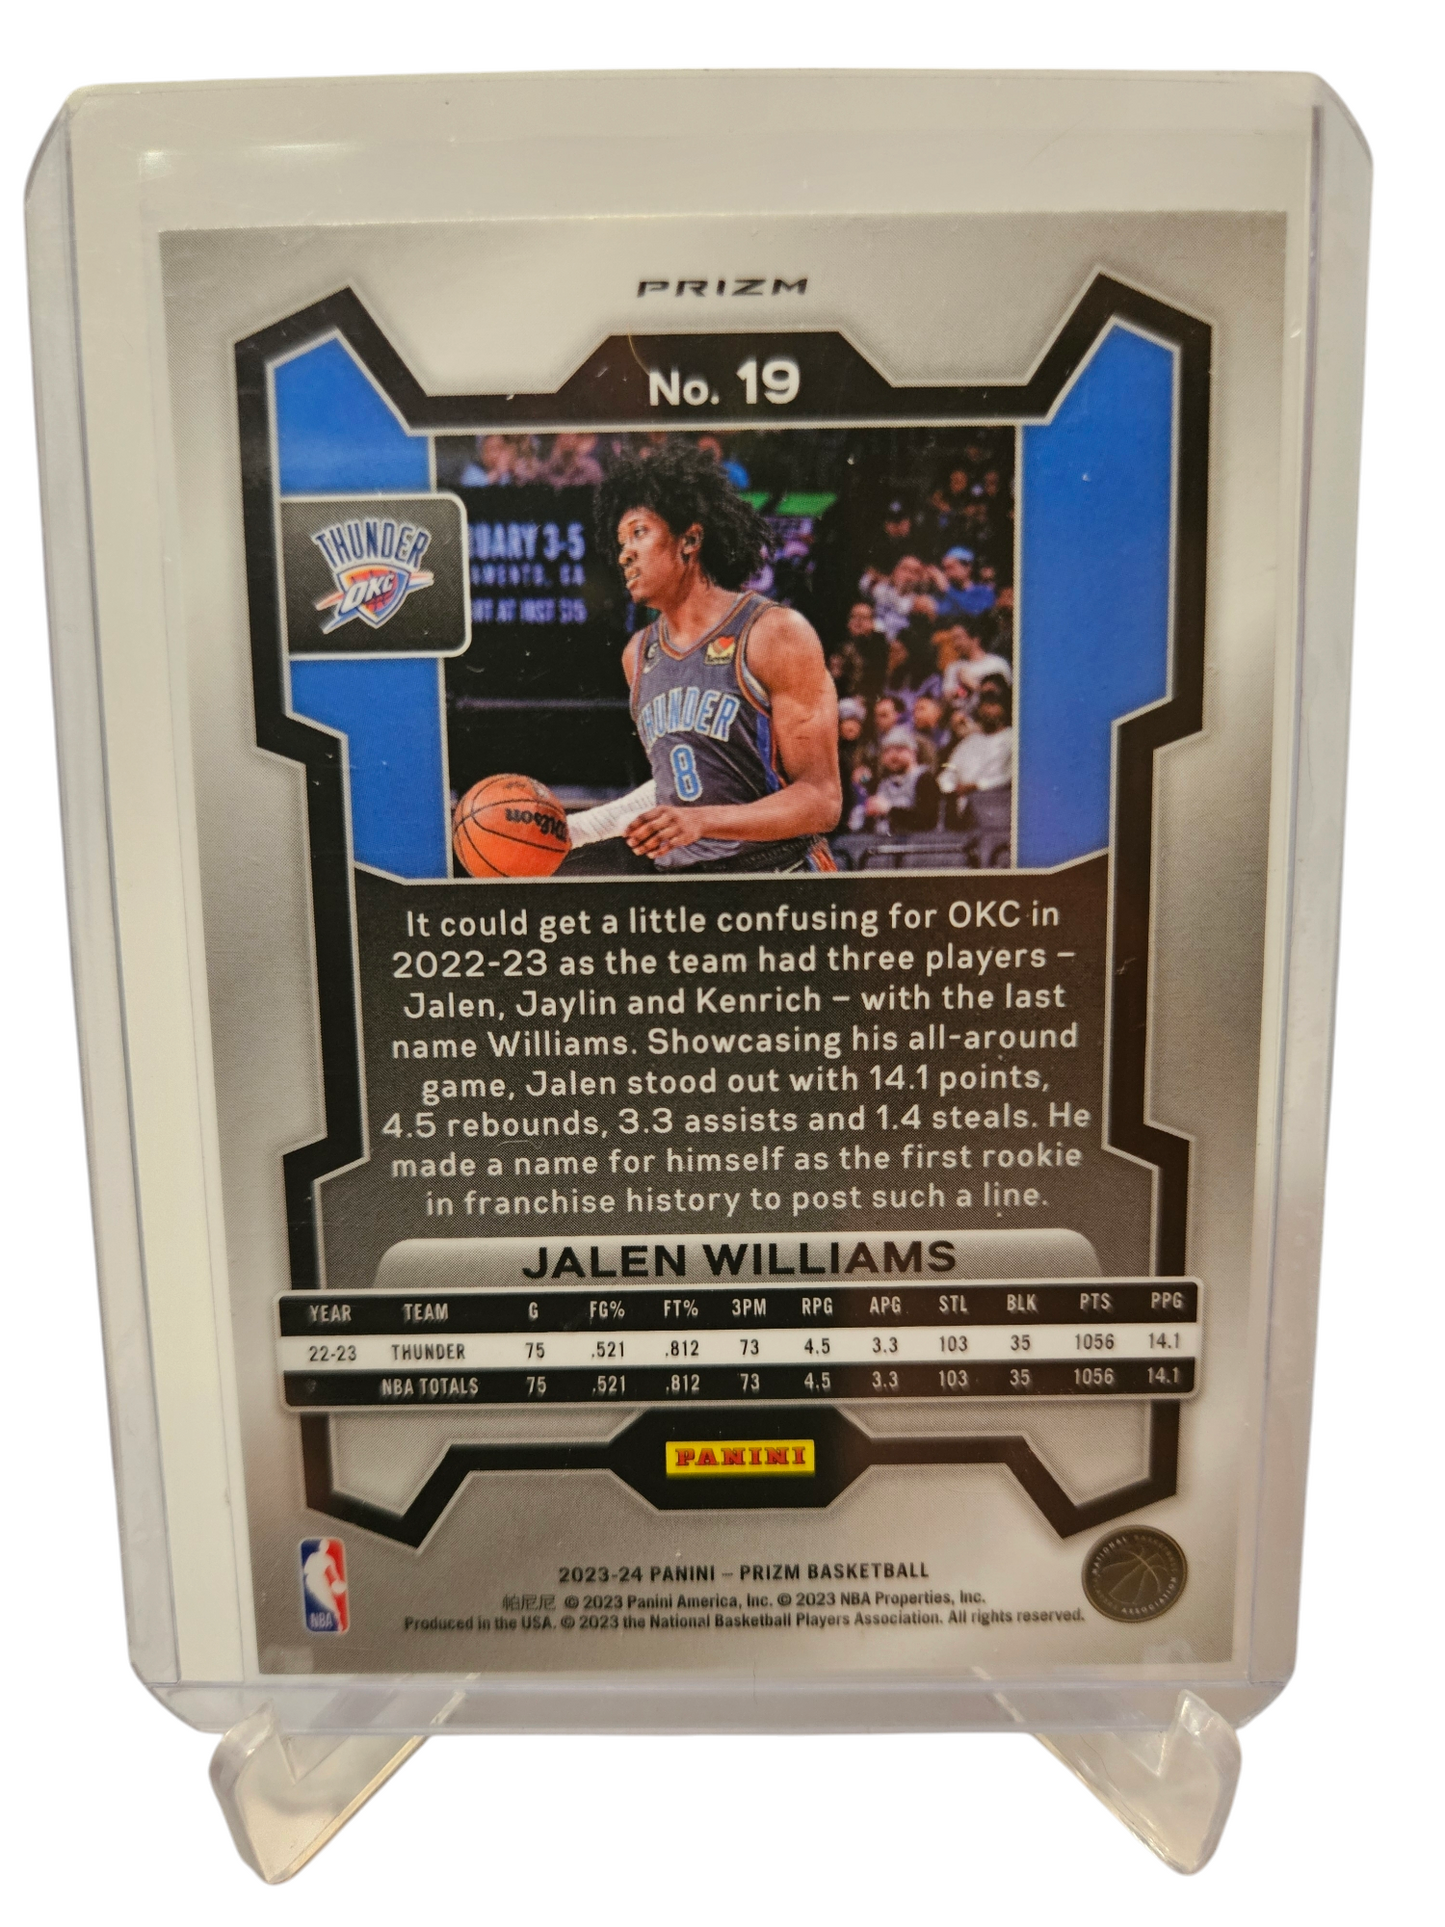 PRIZM
No. 19
THUNDER
OKC
UARY 3-5
THUNDER
8
Wilson
It could get a little confusing for OKC in
2022-23 as the team had three players –
Jalen, Jaylin and Kenrich – with the last
name Williams. Showcasing his all-around
game, Jalen stood out with 14.1 points,
4.5 rebounds, 3.3 assists and 1.4 steals. He
made a name for himself as the first rookie
in franchise history to post such a line.
JALEN WILLIAMS
YEAR TEAM G FG% FT% 3PM RPG APG STL BLK PTS PPG
22-23 THUNDER 75 .521 .812 73 4.5 3.3 103 35 1056 14.1
NBA TOTALS 75 .521 .812 73 4.5 3.3 103 35 1056 14.1
PANINI
NBA
2023-24 PANINI – PRIZM BASKETBALL
帕尼尼 © 2023 Panini America, Inc. © 2023 NBA Properties, Inc.
Produced in the USA. © 2023 the National Basketball Players Association. All rights reserved.